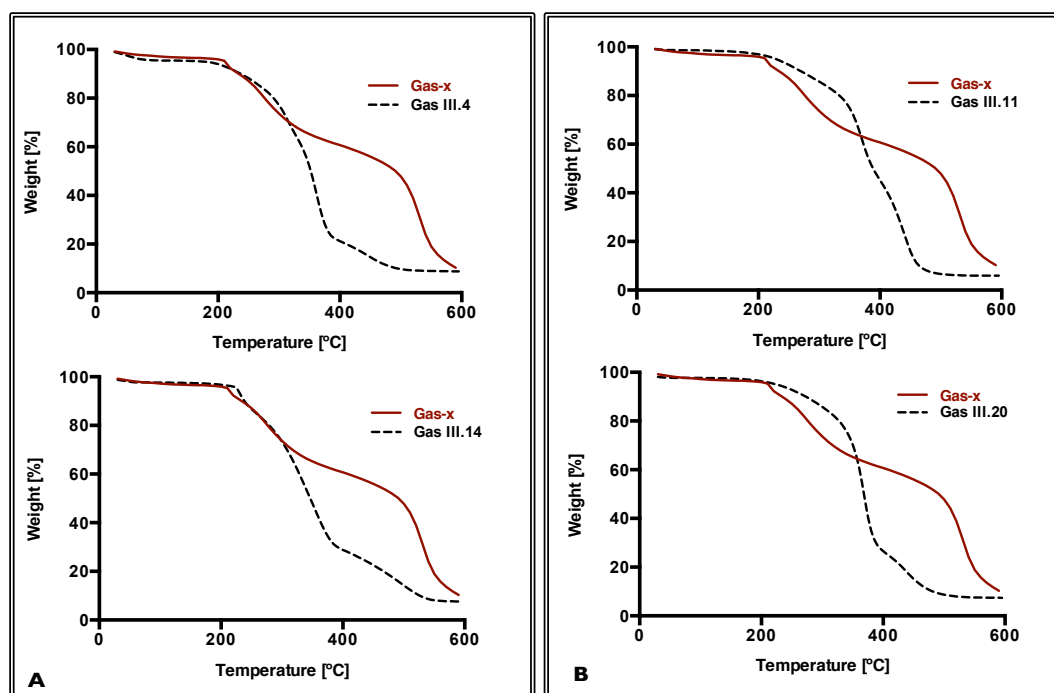 100
80
60
40
20
0
Weight [%]
Gas-x
Gas III.4
0
200
400
600
Temperature [ºC]
100
80
60
40
20
0
Weight [%]
Gas-x
Gas III.14
0
200
400
600
Temperature [ºC]
A
100
80
60
40
20
0
Weight [%]
Gas-x
Gas III.11
0
200
400
600
Temperature [ºC]
100
80
60
40
20
0
Weight [%]
Gas-x
Gas III.20
0
200
400
600
Temperature [ºC]
B